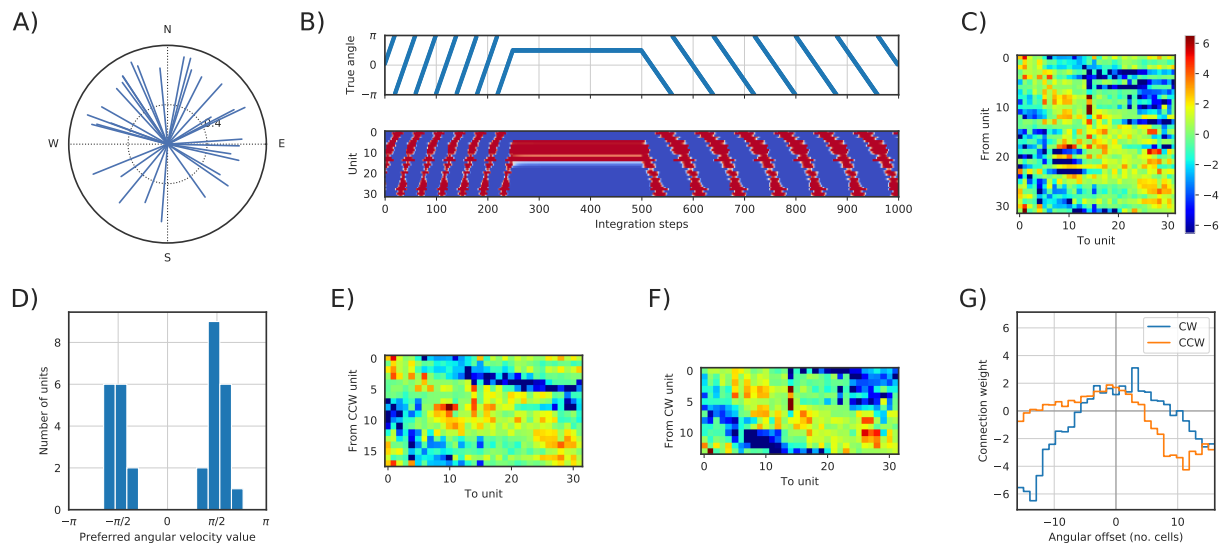 A)
N
W
E
S
0.4
B)
True angle
π
0
−π
Unit
0
10
20
30
0 100 200 300 400 500 600 700 800 900 1000
Integration steps
C)
From unit
0
10
20
30
0 10 20 30
To unit
6
4
2
0
−2
−4
−6
D)
Number of units
8
6
4
2
0
−π −π/2 0 π/2 π
Preferred angular velocity value
E)
From CCW unit
0
5
10
15
0 10 20 30
To unit
F)
From CW unit
0
5
10
0 10 20 30
To unit
G)
Connection weight
6
4
2
0
−2
−4
−6
CW
CCW
−10 0 10
Angular offset (no. cells)